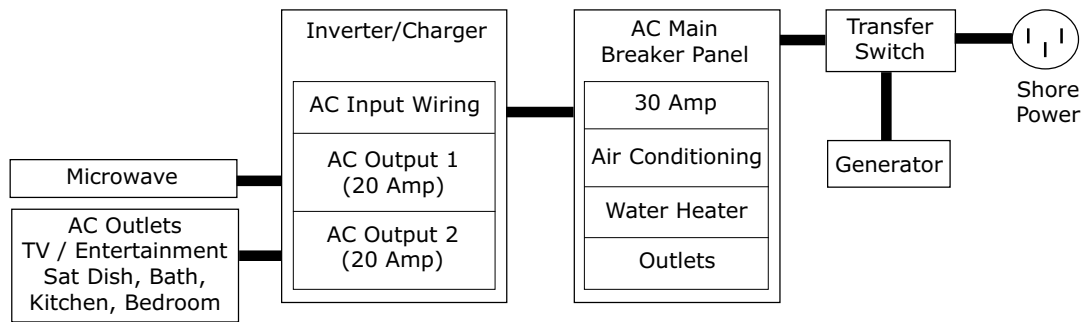 Inverter/Charger
AC Input Wiring
AC Output 1
(20 Amp)
AC Output 2
(20 Amp)
Microwave
AC Outlets
TV / Entertainment
Sat Dish, Bath,
Kitchen, Bedroom
AC Main
Breaker Panel
30 Amp
Air Conditioning
Water Heater
Outlets
Transfer
Switch
Generator
Shore
Power